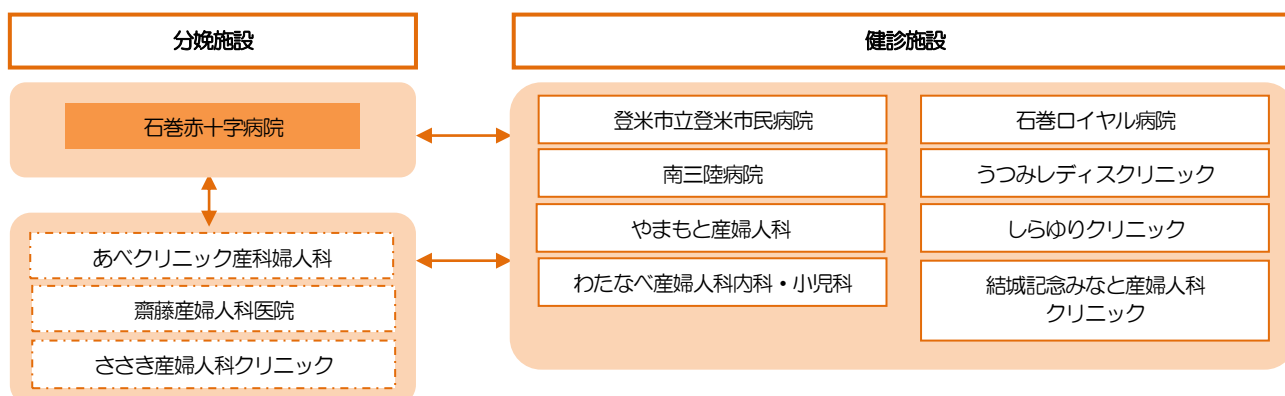 分娩施設
健診施設
石巻赤十字病院
あべクリニック産科婦人科
齋藤産婦人科医院
ささき産婦人科クリニック
登米市立登米市民病院
南三陸病院
やまもと産婦人科
わたなべ産婦人科内科・小児科
石巻ロイヤル病院
うつみレディスクリニック
しらゆりクリニック
結城記念みなと産婦人科
クリニック